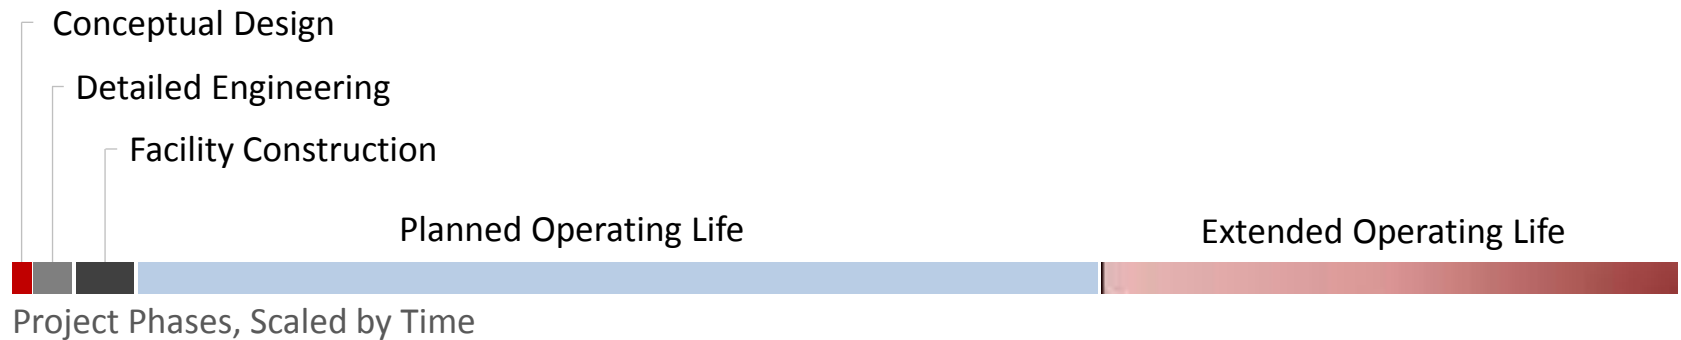 Conceptual Design
Detailed Engineering
Facility Construction
Planned Operating Life
Extended Operating Life
Project Phases, Scaled by Time